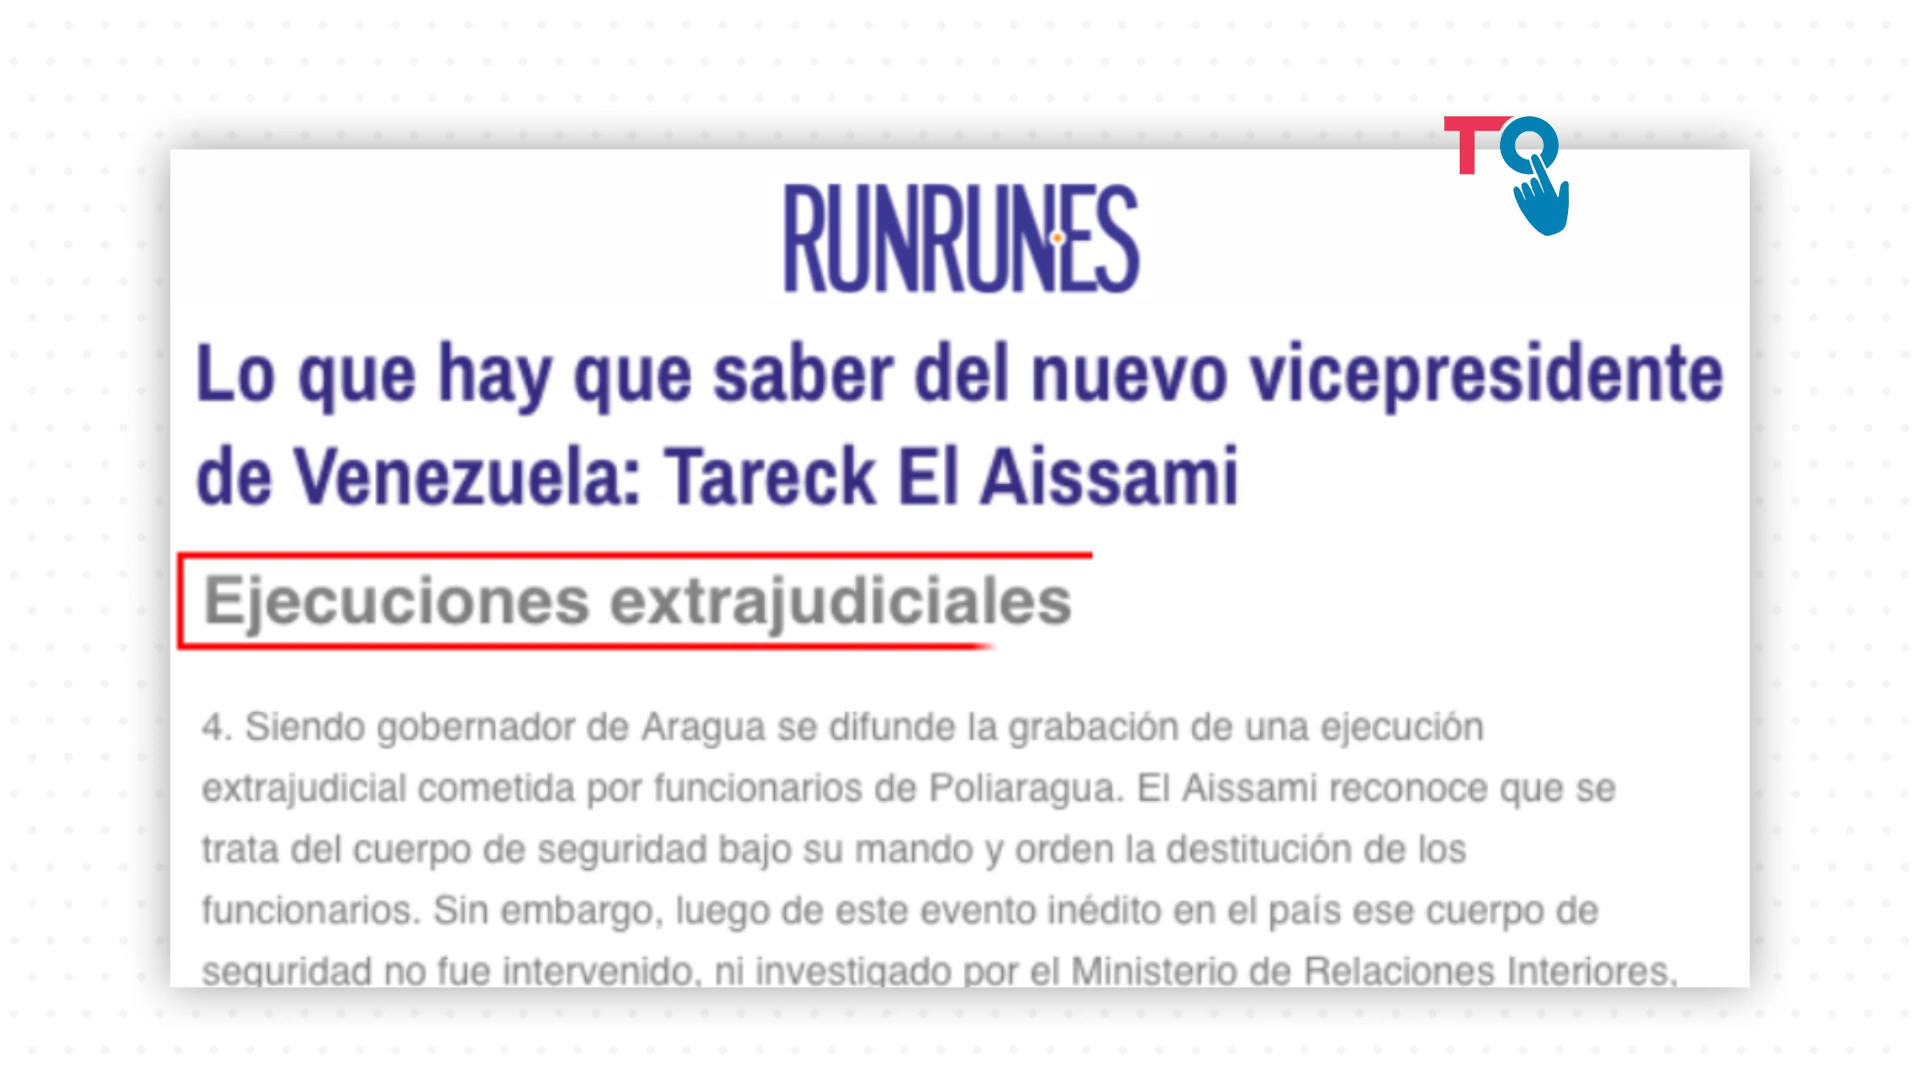 TO
RUNRUNES
Lo que hay que saber del nuevo vicepresidente
de Venezuela: Tareck El Aissami
Ejecuciones extrajudiciales
4. Siendo gobernador de Aragua se difunde la grabación de una ejecución
extrajudicial cometida por funcionarios de Poliaragua. El Aissami reconoce que se
trata del cuerpo de seguridad bajo su mando y orden la destitución de los
funcionarios. Sin embargo, luego de este evento inédito en el país ese cuerpo de
seguridad no fue intervenido, ni investigado por el Ministerio de Relaciones Interiores,